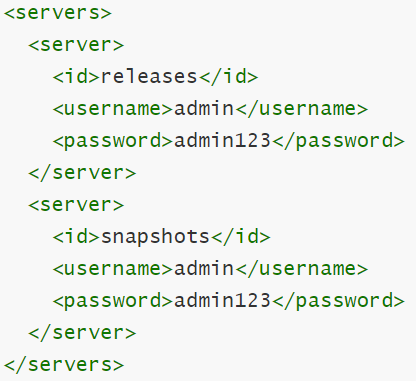 <servers>
  <server>
    <id>releases</id>
    <username>admin</username>
    <password>admin123</password>
  </server>
  <server>
    <id>snapshots</id>
    <username>admin</username>
    <password>admin123</password>
  </server>
</servers>